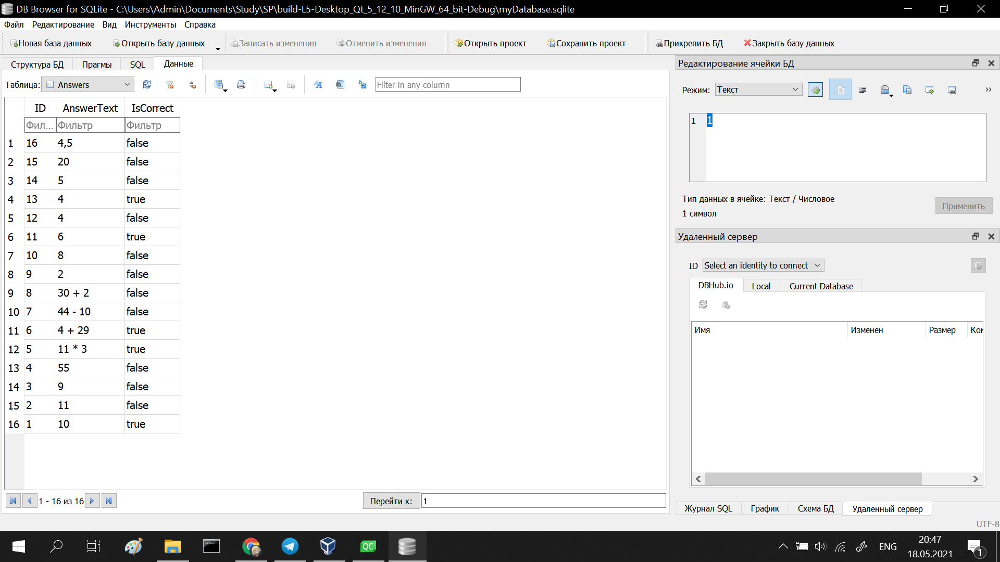 DB Browser for SQLite - C:\Users\Admin\Documents\Study\SP\build-L5-Desktop_Qt_5_12_10_MinGW_64_bit-Debug\myDatabase.sqlite
Файл Редактирование Вид Инструменты Справка
Новая база данных Открыть базу данных Записать изменения Отменить изменения Открыть проект Сохранить проект Прикрепить БД Закрыть базу данных
Структура БД Прагмы SQL Данные
Таблица: Answers Filter in any column
ID AnswerText IsCorrect
Фил... Фильтр Фильтр
1 16 4,5 false
2 15 20 false
3 14 5 false
4 13 4 true
5 12 4 false
6 11 6 true
7 10 8 false
8 9 2 false
9 8 30 + 2 false
10 7 44 - 10 false
11 6 4 + 29 true
12 5 11 * 3 true
13 4 55 false
14 3 9 false
15 2 11 false
16 1 10 true
1 - 16 из 16 Перейти к: 1
Редактирование ячейки БД
Режим: Текст
1 1
Тип данных в ячейке: Текст / Числовое
1 символ
Применить
Удаленный сервер
ID Select an identity to connect
DBHub.io Local Current Database
Имя Изменен Размер Ком
Журнал SQL График Схема БД Удаленный сервер
UTF-8
QC
ENG
20:47
18.05.2021
1